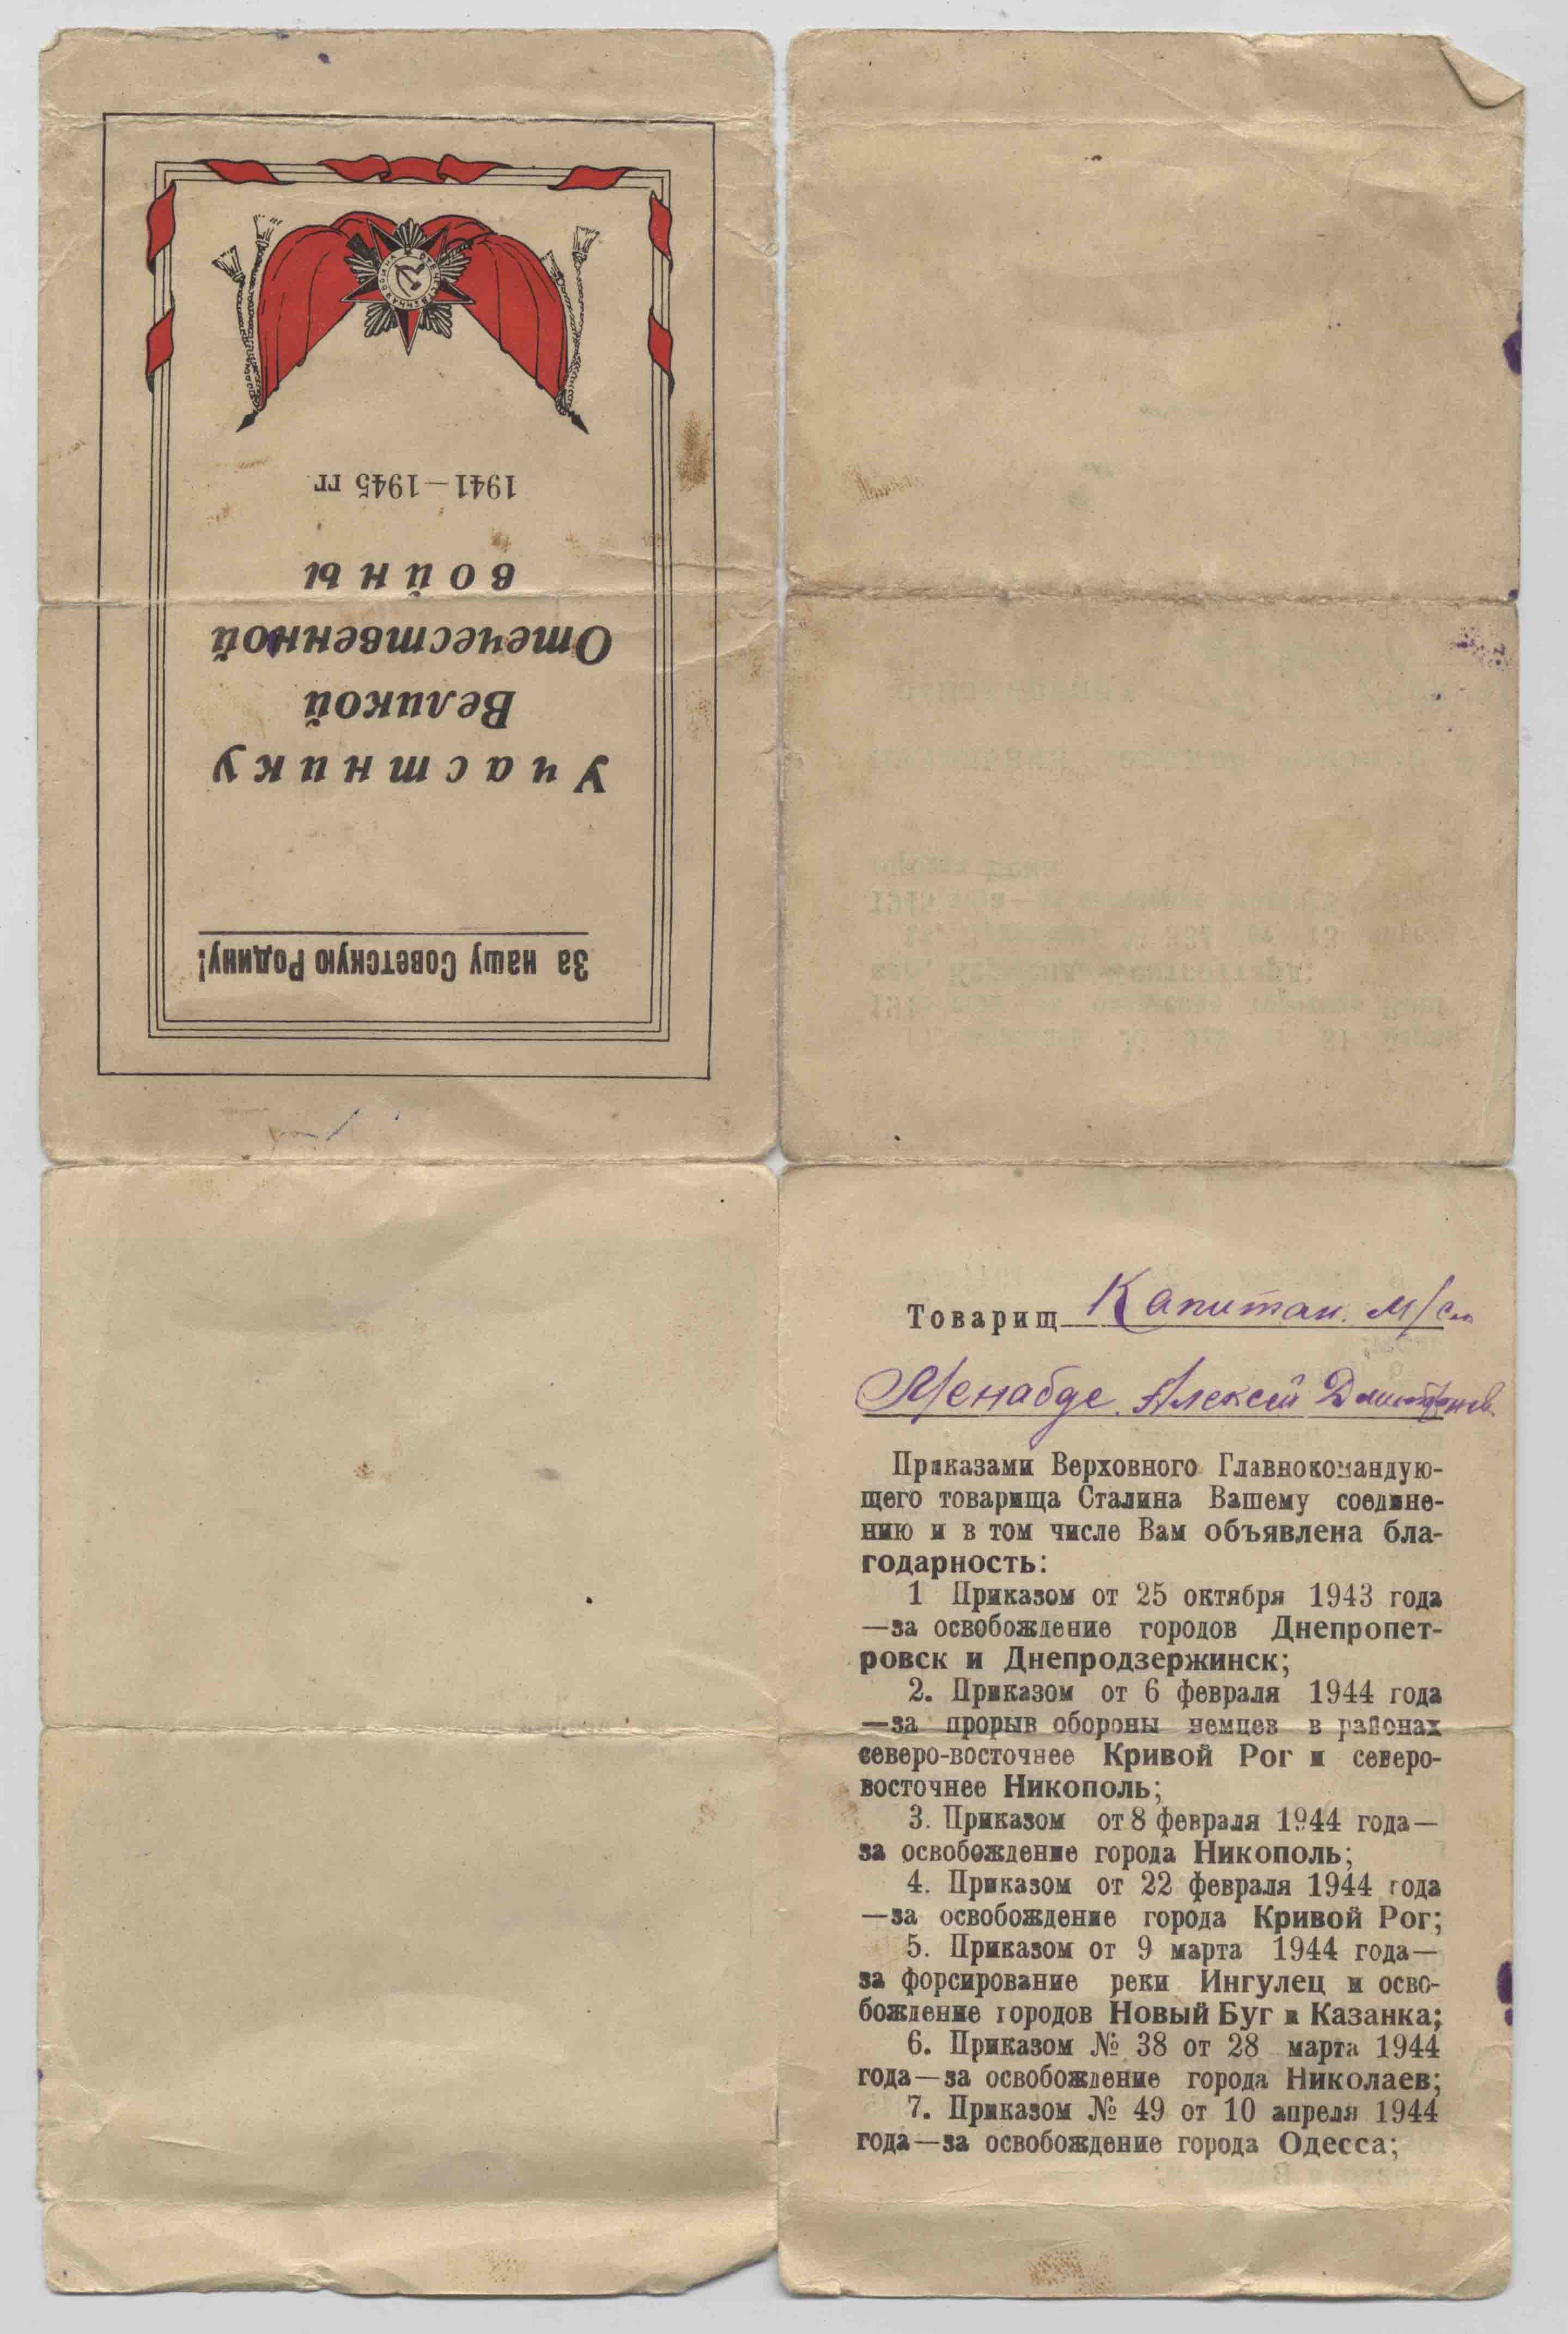 За нашу Советскую Родину!
Участнику
Великой
Отечественной
войны
1941—1945 гг
Товарищ Капитан м/сл
Менабде Алексей
Приказами Верховного Главнокомандую-
щего товарища Сталина Вашему соедине-
нию и в том числе Вам объявлена бла-
годарность:
1 Приказом от 25 октября 1943 года
—за освобождение городов Днепропет-
ровск и Днепродзержинск;
2. Приказом от 6 февраля 1944 года
—за прорыв обороны немцев в районах
северо-восточнее Кривой Рог и северо-
восточнее Никополь;
3. Приказом от 8 февраля 1944 года—
за освобождение города Никополь;
4. Приказом от 22 февраля 1944 года
—за освобождение города Кривой Рог;
5. Приказом от 9 марта 1944 года—
за форсирование реки Ингулец и осво-
бождение городов Новый Буг и Казанка;
6. Приказом № 38 от 28 марта 1944
года—за освобождение города Николаев;
7. Приказом № 49 от 10 апреля 1944
года—за освобождение города Одесса;